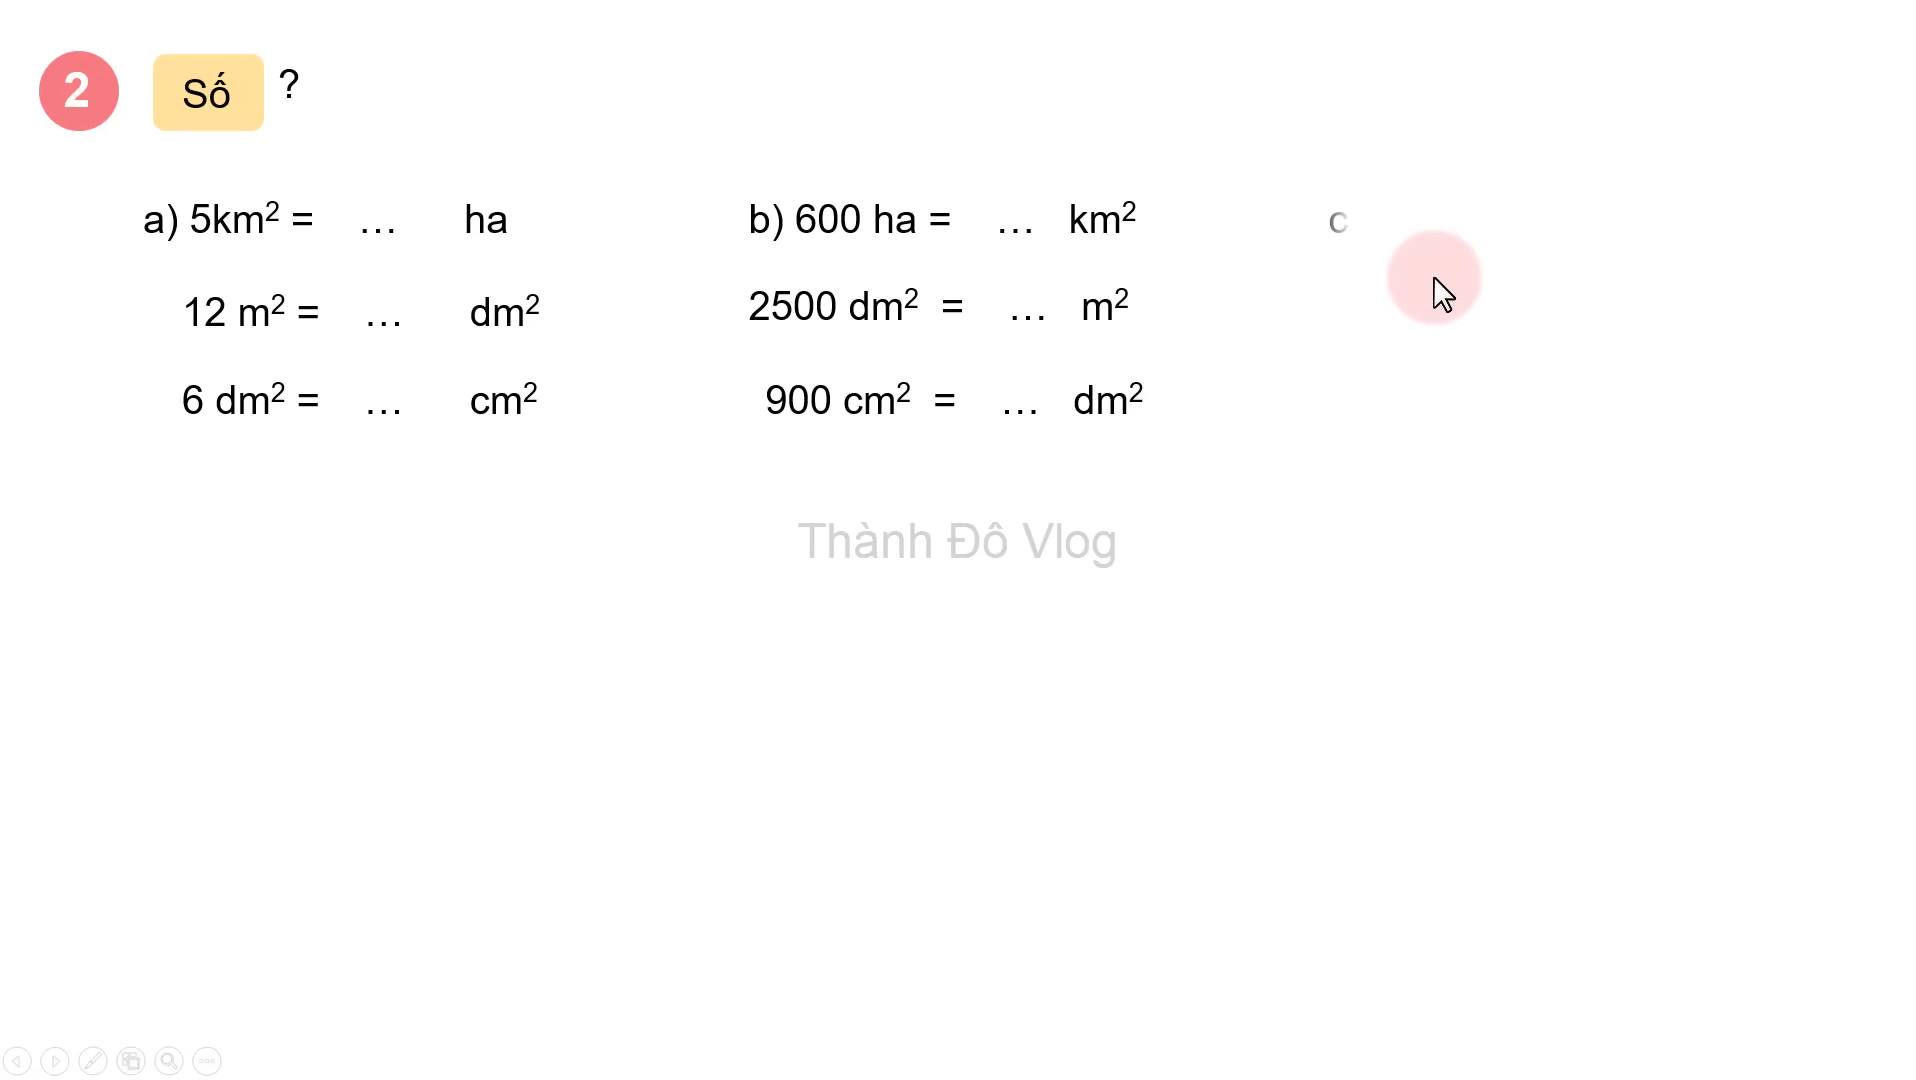 2 Số ?
a) 5km² = … ha
12 m² = … dm²
6 dm² = … cm²
b) 600 ha = … km²
2500 dm² = … m²
900 cm² = … dm²
c
Thành Đô Vlog